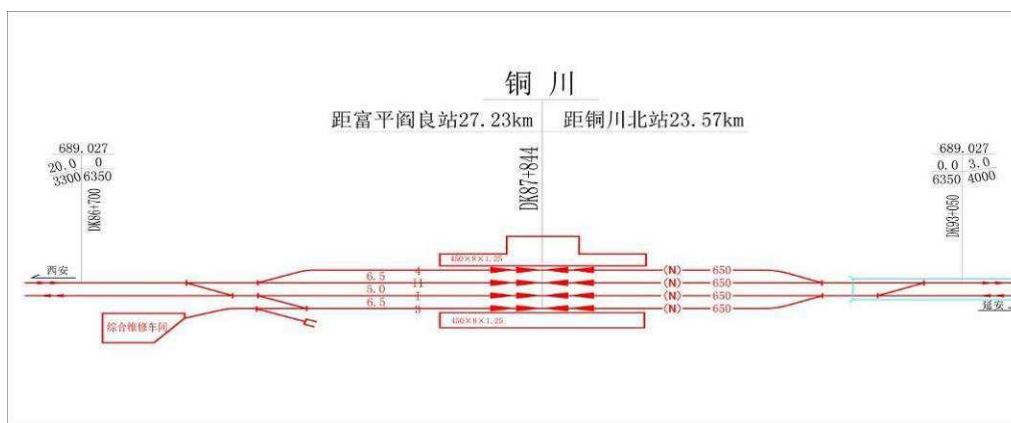 铜 川
距富平阎良站27.23km 距铜川北站23.57km
689.027
20.0 0
3300 6350
DK86+700
DK87+844
689.027
0.0 3.0
6350 4000
DK93+050
西安
450×8×1.25
4 (N) 650
6.5
II (N) 650
5.0
I (N) 650
6.5
3 (N) 650
延安
综合维修车间
450×8×1.25